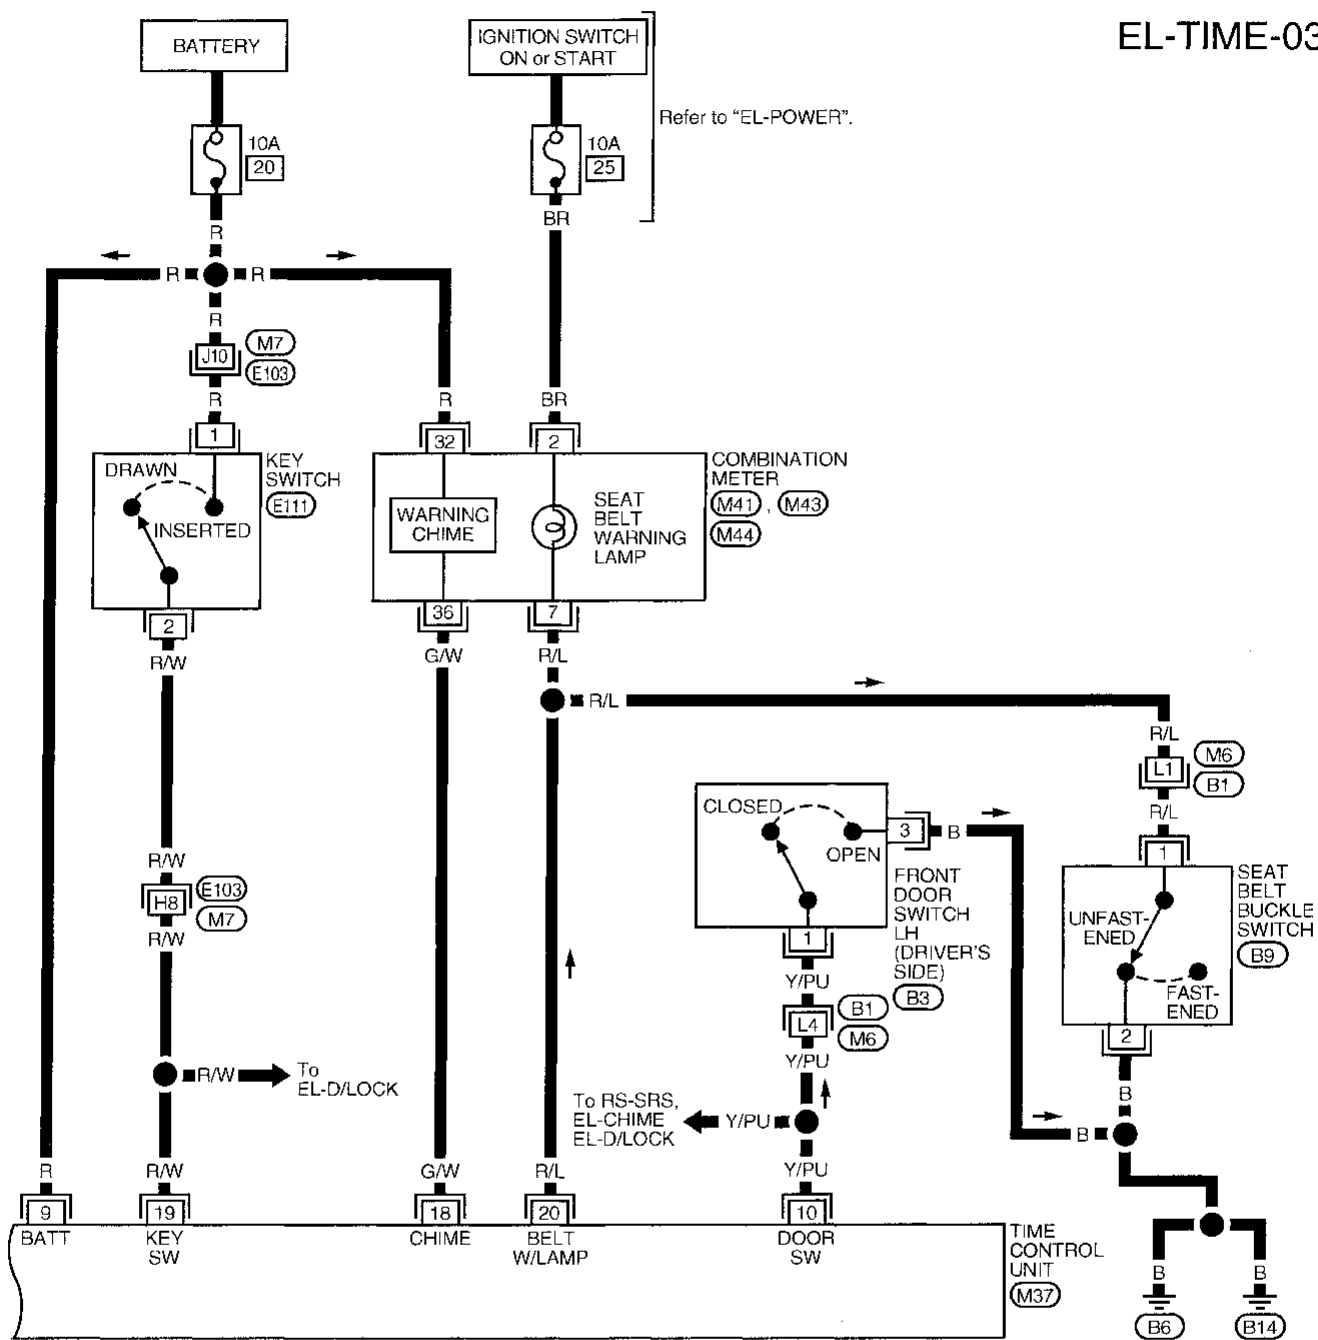 EL-TIME-03
BATTERY
IGNITION SWITCH
ON or START
Refer to "EL-POWER".
10A
20
10A
25
R
BR
R
R
R
J10
M7
E103
R
R
BR
1
32
2
KEY
SWITCH
E111
DRAWN
INSERTED
WARNING
CHIME
SEAT
BELT
WARNING
LAMP
COMBINATION
METER
M41 , M43
M44
2
36
7
R/W
G/W
R/L
R/L
R/L
L1
M6
B1
R/L
CLOSED
OPEN
3
B
FRONT
DOOR
SWITCH
LH
(DRIVER'S
SIDE)
B3
1
1
SEAT
BELT
BUCKLE
SWITCH
B9
UNFAST-
ENED
FAST-
ENED
2
R/W
H8
E103
M7
R/W
Y/PU
L4
B1
M6
Y/PU
R/W
To
EL-D/LOCK
To RS-SRS,
EL-CHIME
EL-D/LOCK
Y/PU
B
B
R
R/W
G/W
R/L
Y/PU
9
19
18
20
10
BATT
KEY
SW
CHIME
BELT
W/LAMP
DOOR
SW
TIME
CONTROL
UNIT
M37
B
B
B6
B14